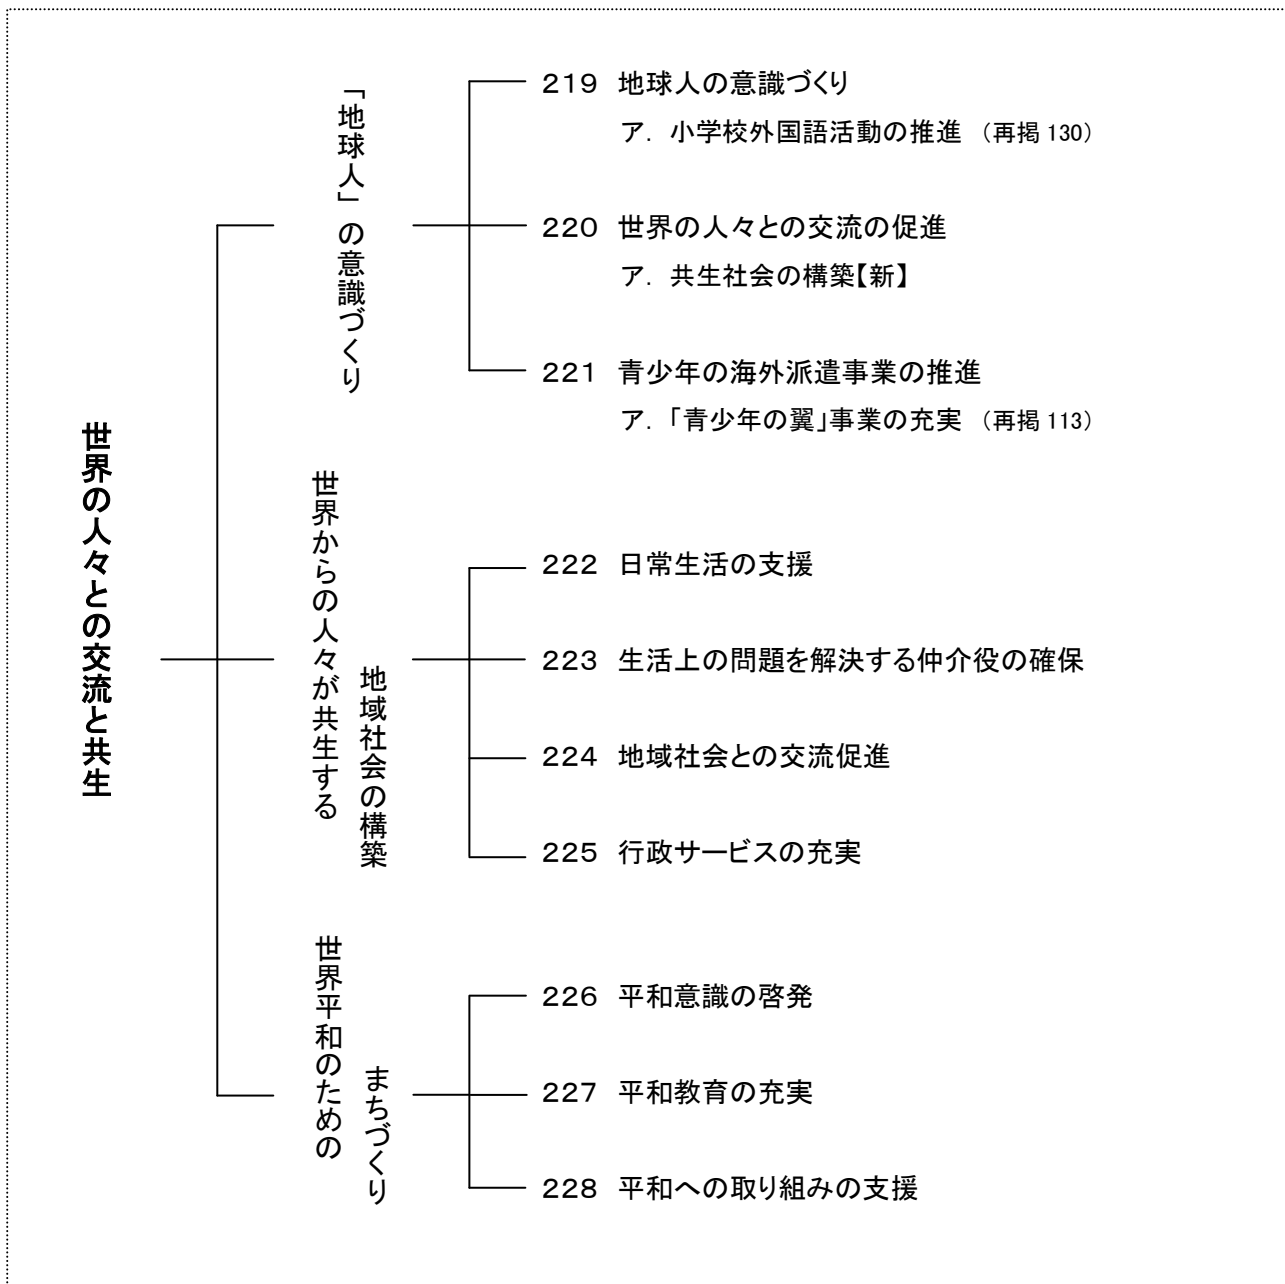 世界の人々との交流と共生
「地球人」の意識づくり
219 地球人の意識づくり
ア. 小学校外国語活動の推進 （再掲 130）
220 世界の人々との交流の促進
ア. 共生社会の構築【新】
221 青少年の海外派遣事業の推進
ア. 「青少年の翼」事業の充実 （再掲 113）
世界からの人々が共生する
地域社会の構築
222 日常生活の支援
223 生活上の問題を解決する仲介役の確保
224 地域社会との交流促進
225 行政サービスの充実
世界平和のための
まちづくり
226 平和意識の啓発
227 平和教育の充実
228 平和への取り組みの支援